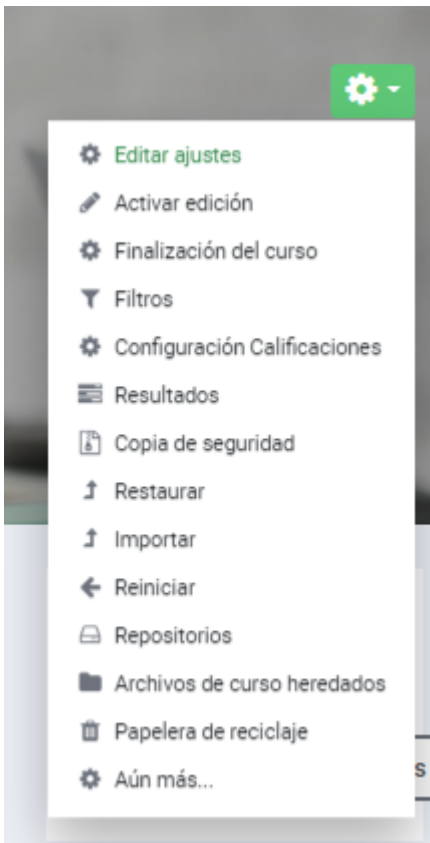 Editar ajustes
Activar edición
Finalización del curso
Filtros
Configuración Calificaciones
Resultados
Copia de seguridad
Restaurar
Importar
Reiniciar
Repositorios
Archivos de curso heredados
Papelera de reciclaje
s
Aún más...